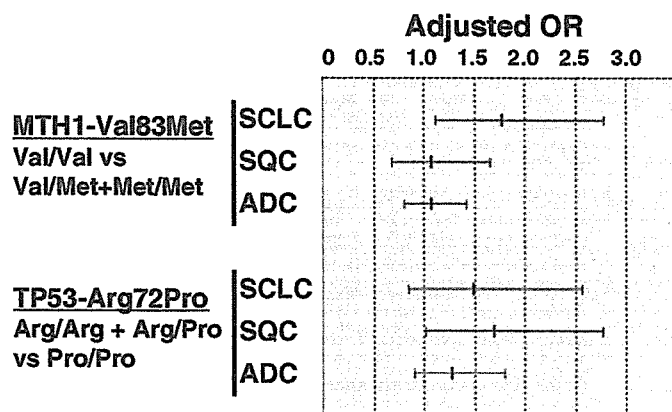 Adjusted OR
0 0.5 1.0 1.5 2.0 2.5 3.0
MTH1-Val83Met
Val/Val vs
Val/Met+Met/Met
SCLC
SQC
ADC
TP53-Arg72Pro
Arg/Arg + Arg/Pro
vs Pro/Pro
SCLC
SQC
ADC